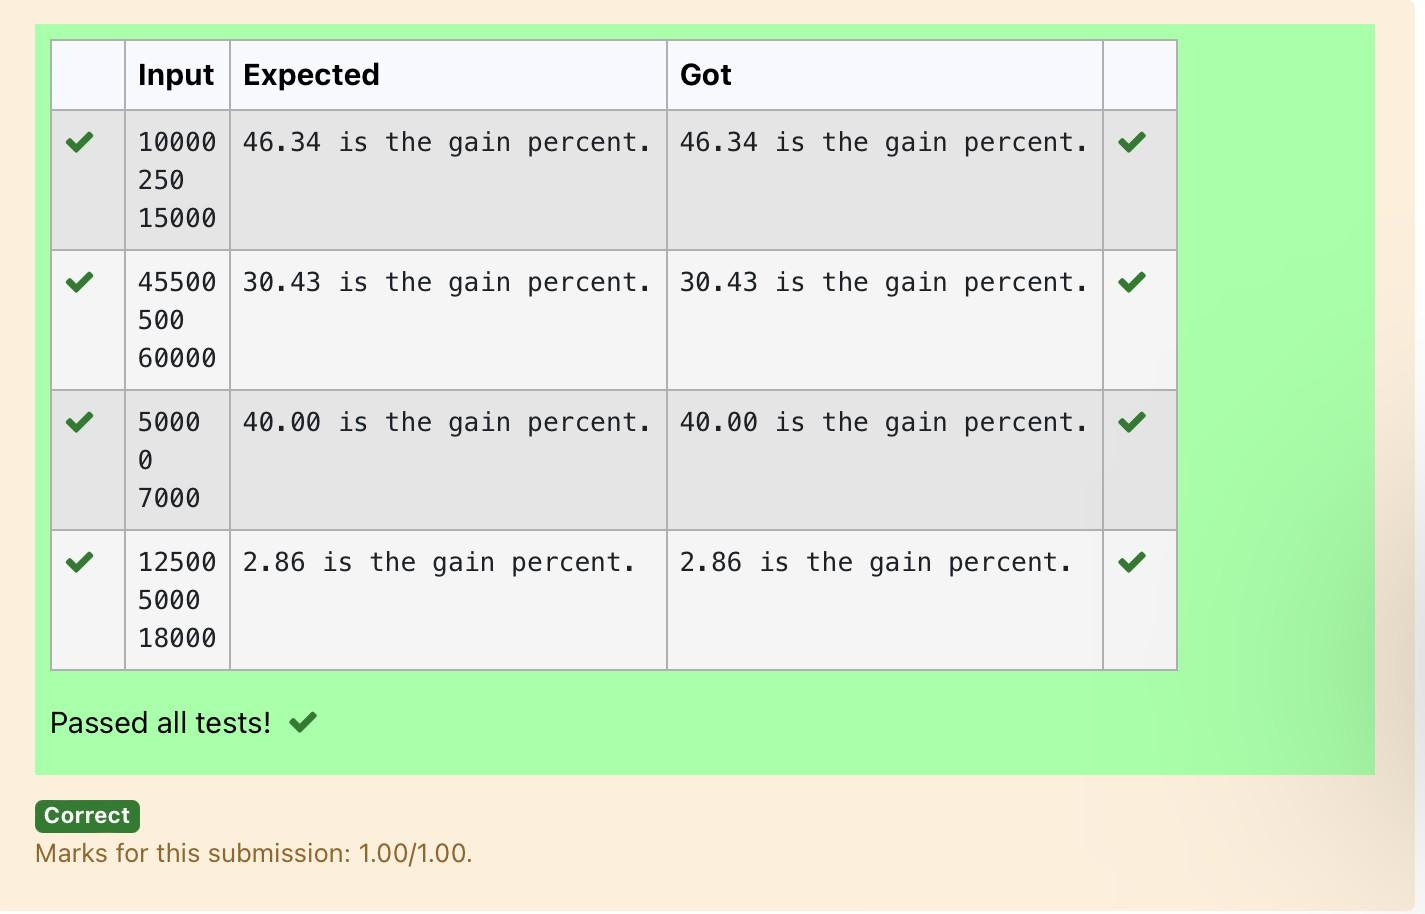 Input Expected Got
10000 46.34 is the gain percent. 46.34 is the gain percent.
250
15000
45500 30.43 is the gain percent. 30.43 is the gain percent.
500
60000
5000 40.00 is the gain percent. 40.00 is the gain percent.
0
7000
12500 2.86 is the gain percent. 2.86 is the gain percent.
5000
18000
Passed all tests!
Correct
Marks for this submission: 1.00/1.00.